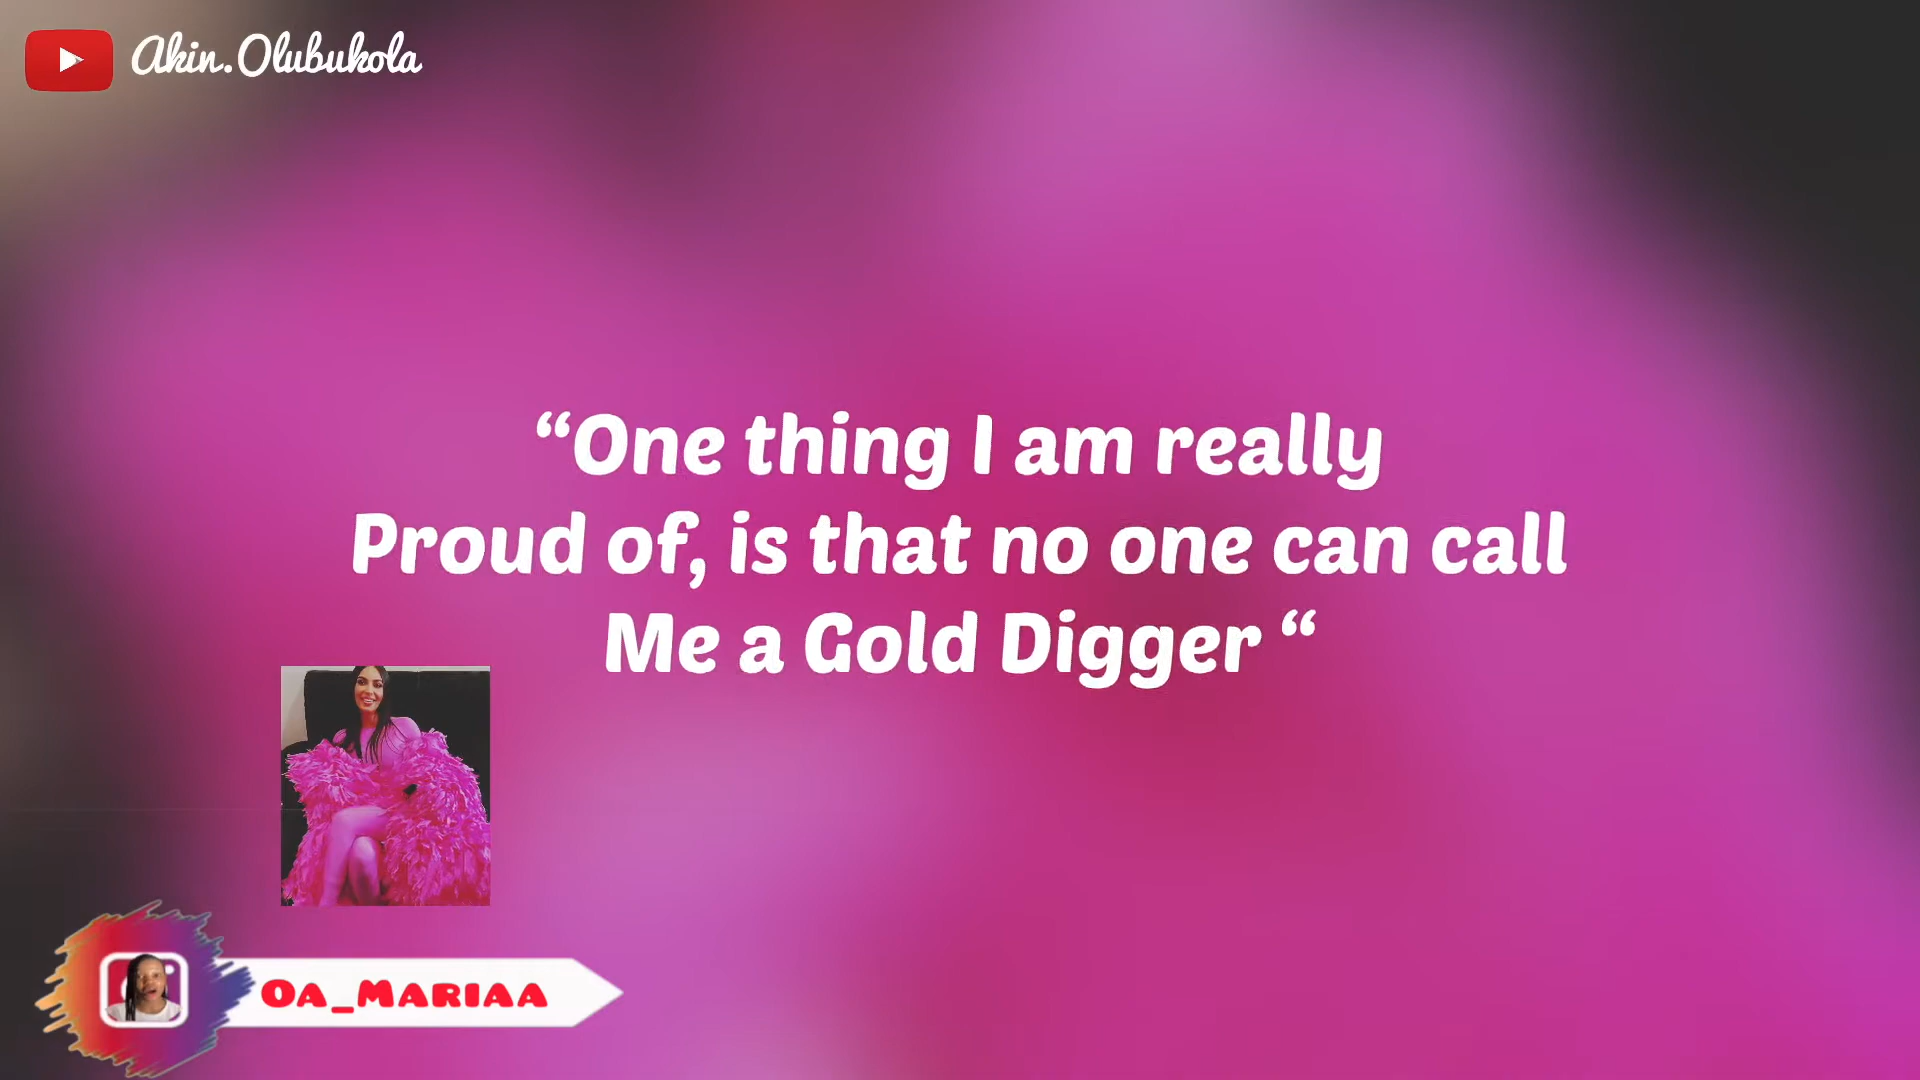 Akin.Olubukola
“One thing I am really
Proud of, is that no one can call
Me a Gold Digger “
Oa_Mariaa